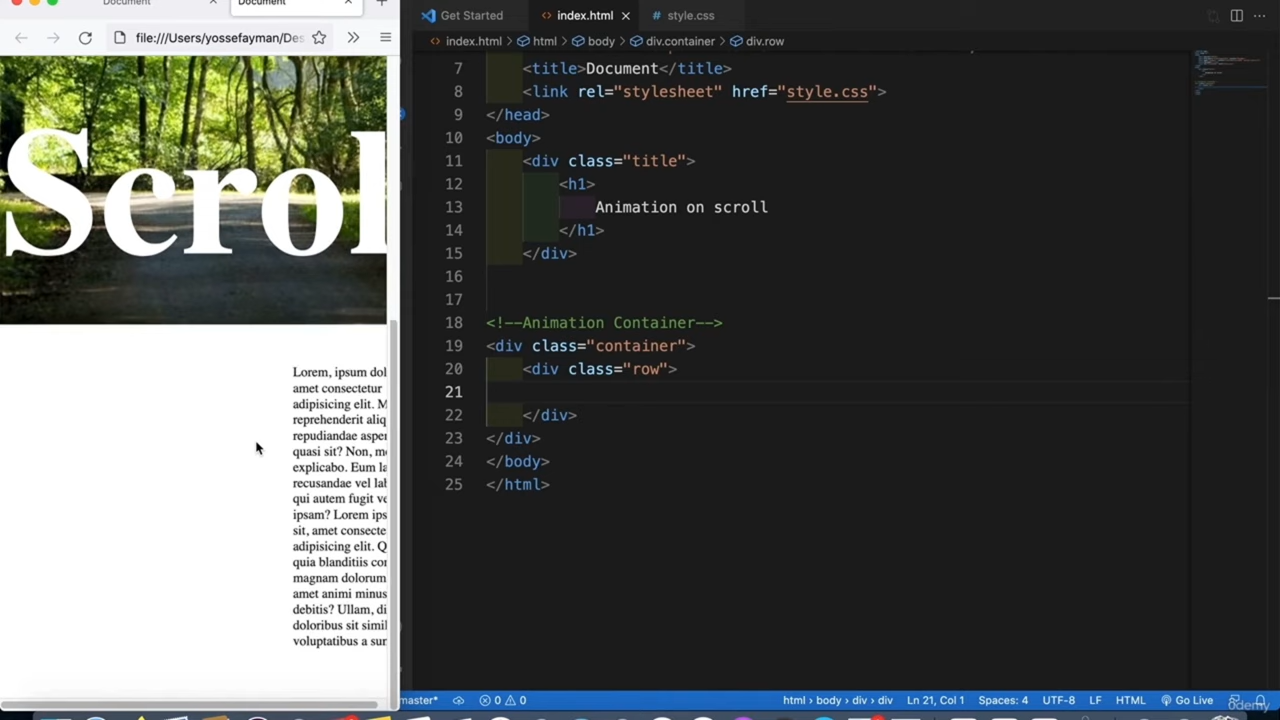 Document
Document
file:///Users/yossefayman/Des
Scrol
Lorem, ipsum dol
amet consectetur
adipisicing elit. M
reprehenderit aliq
repudiandae asper
quasi sit? Non, m
explicabo. Eum la
recusandae vel lab
qui autem fugit ve
ipsam? Lorem ips
sit, amet consecte
adipisicing elit. Q
quia blanditiis cor
magnam dolorum
amet animi minus
debitis? Ullam, di
doloribus sit simil
voluptatibus a sur
Get Started
index.html
style.css
index.html > html > body > div.container > div.row
7 <title>Document</title>
8 <link rel="stylesheet" href="style.css">
9 </head>
10 <body>
11 <div class="title">
12 <h1>
13 Animation on scroll
14 </h1>
15 </div>
16
17
18 <!--Animation Container-->
19 <div class="container">
20 <div class="row">
21
22 </div>
23 </div>
24 </body>
25 </html>
master* 0 0 html > body > div > div Ln 21, Col 1 Spaces: 4 UTF-8 LF HTML Go Live
udemy